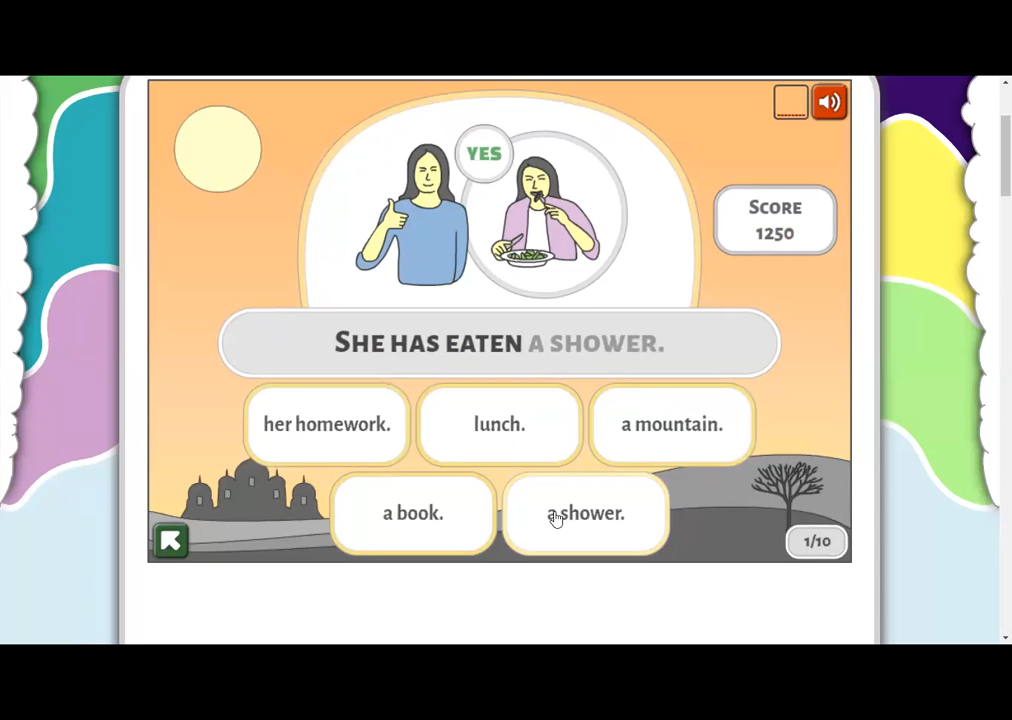 YES
SCORE
1250
SHE HAS EATEN A SHOWER.
her homework.
lunch.
a mountain.
a book.
a shower.
1/10